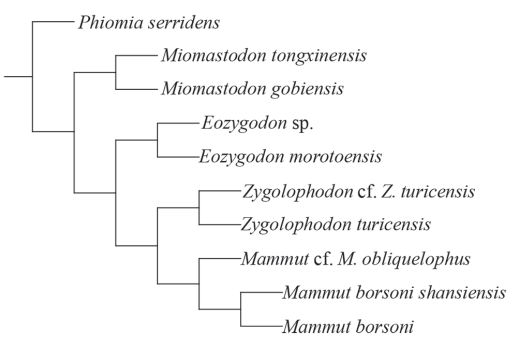 Phiomia serridens
Miomastodon tongxinensis
Miomastodon gobiensis
Eozygodon sp.
Eozygodon morotoensis
Zygolophodon cf. Z. turicensis
Zygolophodon turicensis
Mammut cf. M. obliquelophus
Mammut borsoni shansiensis
Mammut borsoni